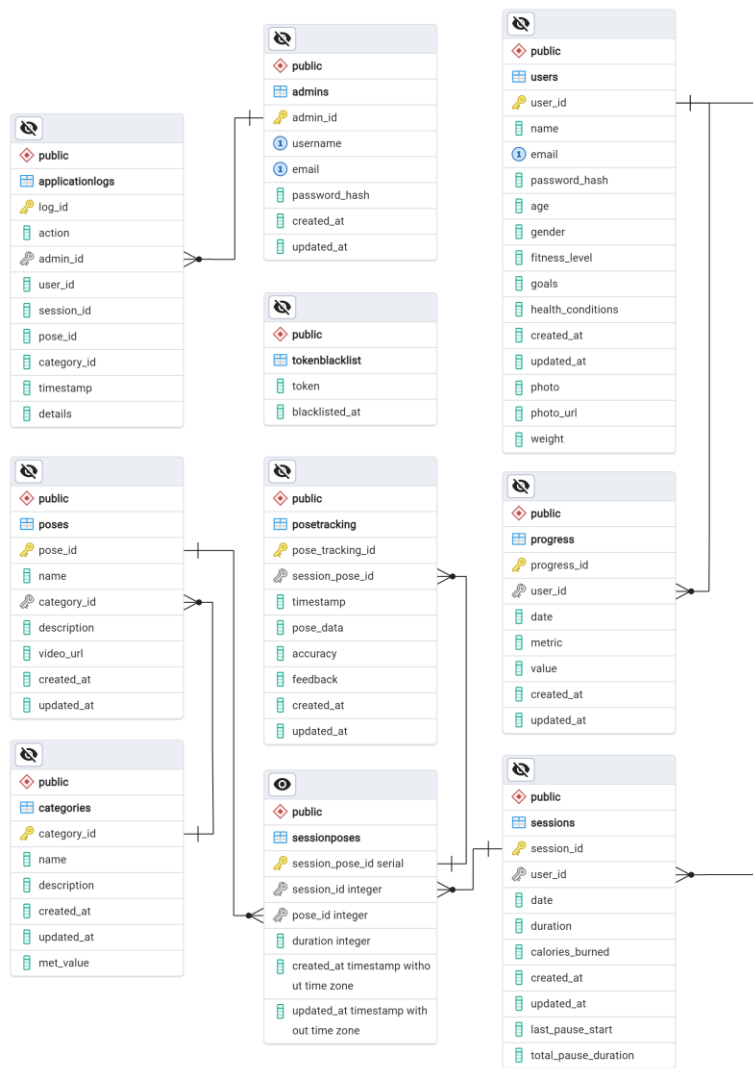 public
admins
admin_id
username
email
password_hash
created_at
updated_at
public
users
user_id
name
email
password_hash
age
gender
fitness_level
goals
health_conditions
created_at
updated_at
photo
photo_url
weight
public
applicationlogs
log_id
action
admin_id
user_id
session_id
pose_id
category_id
timestamp
details
public
tokenblacklist
token
blacklisted_at
public
poses
pose_id
name
category_id
description
video_url
created_at
updated_at
public
posetracking
pose_tracking_id
session_pose_id
timestamp
pose_data
accuracy
feedback
created_at
updated_at
public
progress
progress_id
user_id
date
metric
value
created_at
updated_at
public
categories
category_id
name
description
created_at
updated_at
met_value
public
sessionposes
session_pose_id serial
session_id integer
pose_id integer
duration integer
created_at timestamp witho
ut time zone
updated_at timestamp with
out time zone
public
sessions
session_id
user_id
date
duration
calories_burned
created_at
updated_at
last_pause_start
total_pause_duration